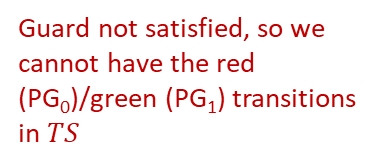 Guard not satisfied, so we
cannot have the red
(PG₀)/green (PG₁) transitions
in TS